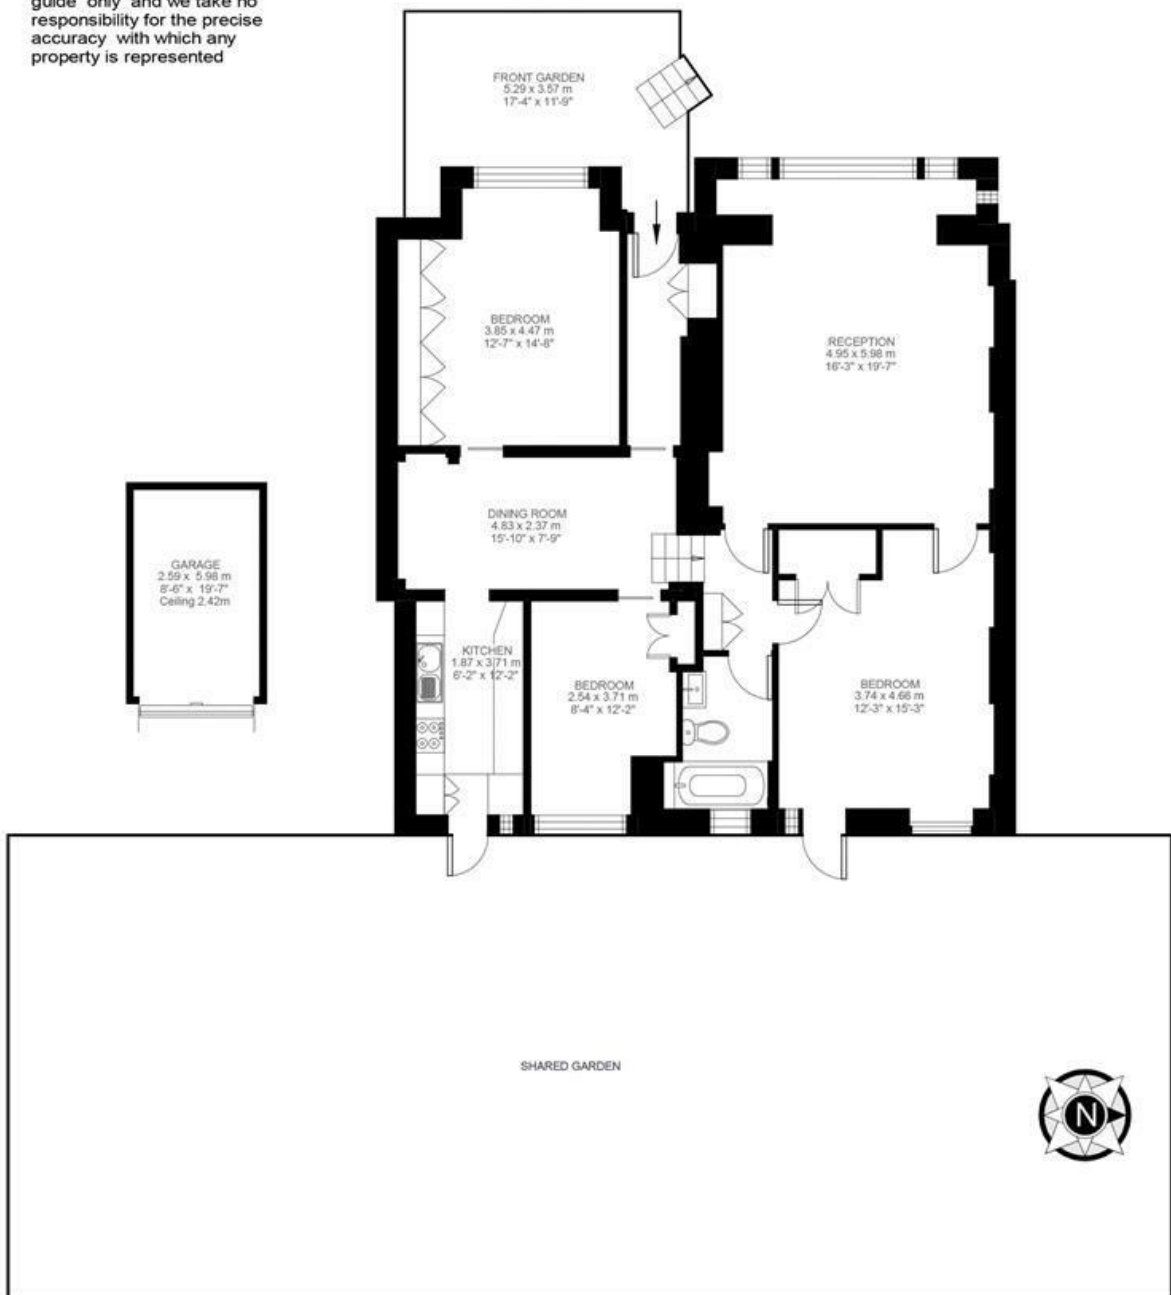 guide only and we take no
responsibility for the precise
accuracy with which any
property is represented
FRONT GARDEN
5.29 x 3.57 m
17'-4" x 11'-9"
BEDROOM
3.85 x 4.47 m
12'-7" x 14'-8"
RECEPTION
4.95 x 5.98 m
16'-3" x 19'-7"
DINING ROOM
4.83 x 2.37 m
15'-10" x 7'-9"
GARAGE
2.59 x 5.98 m
8'-6" x 19'-7"
Ceiling 2.42m
KITCHEN
1.87 x 3.71 m
6'-2" x 12'-2"
BEDROOM
2.54 x 3.71 m
8'-4" x 12'-2"
BEDROOM
3.74 x 4.66 m
12'-3" x 15'-3"
SHARED GARDEN
N